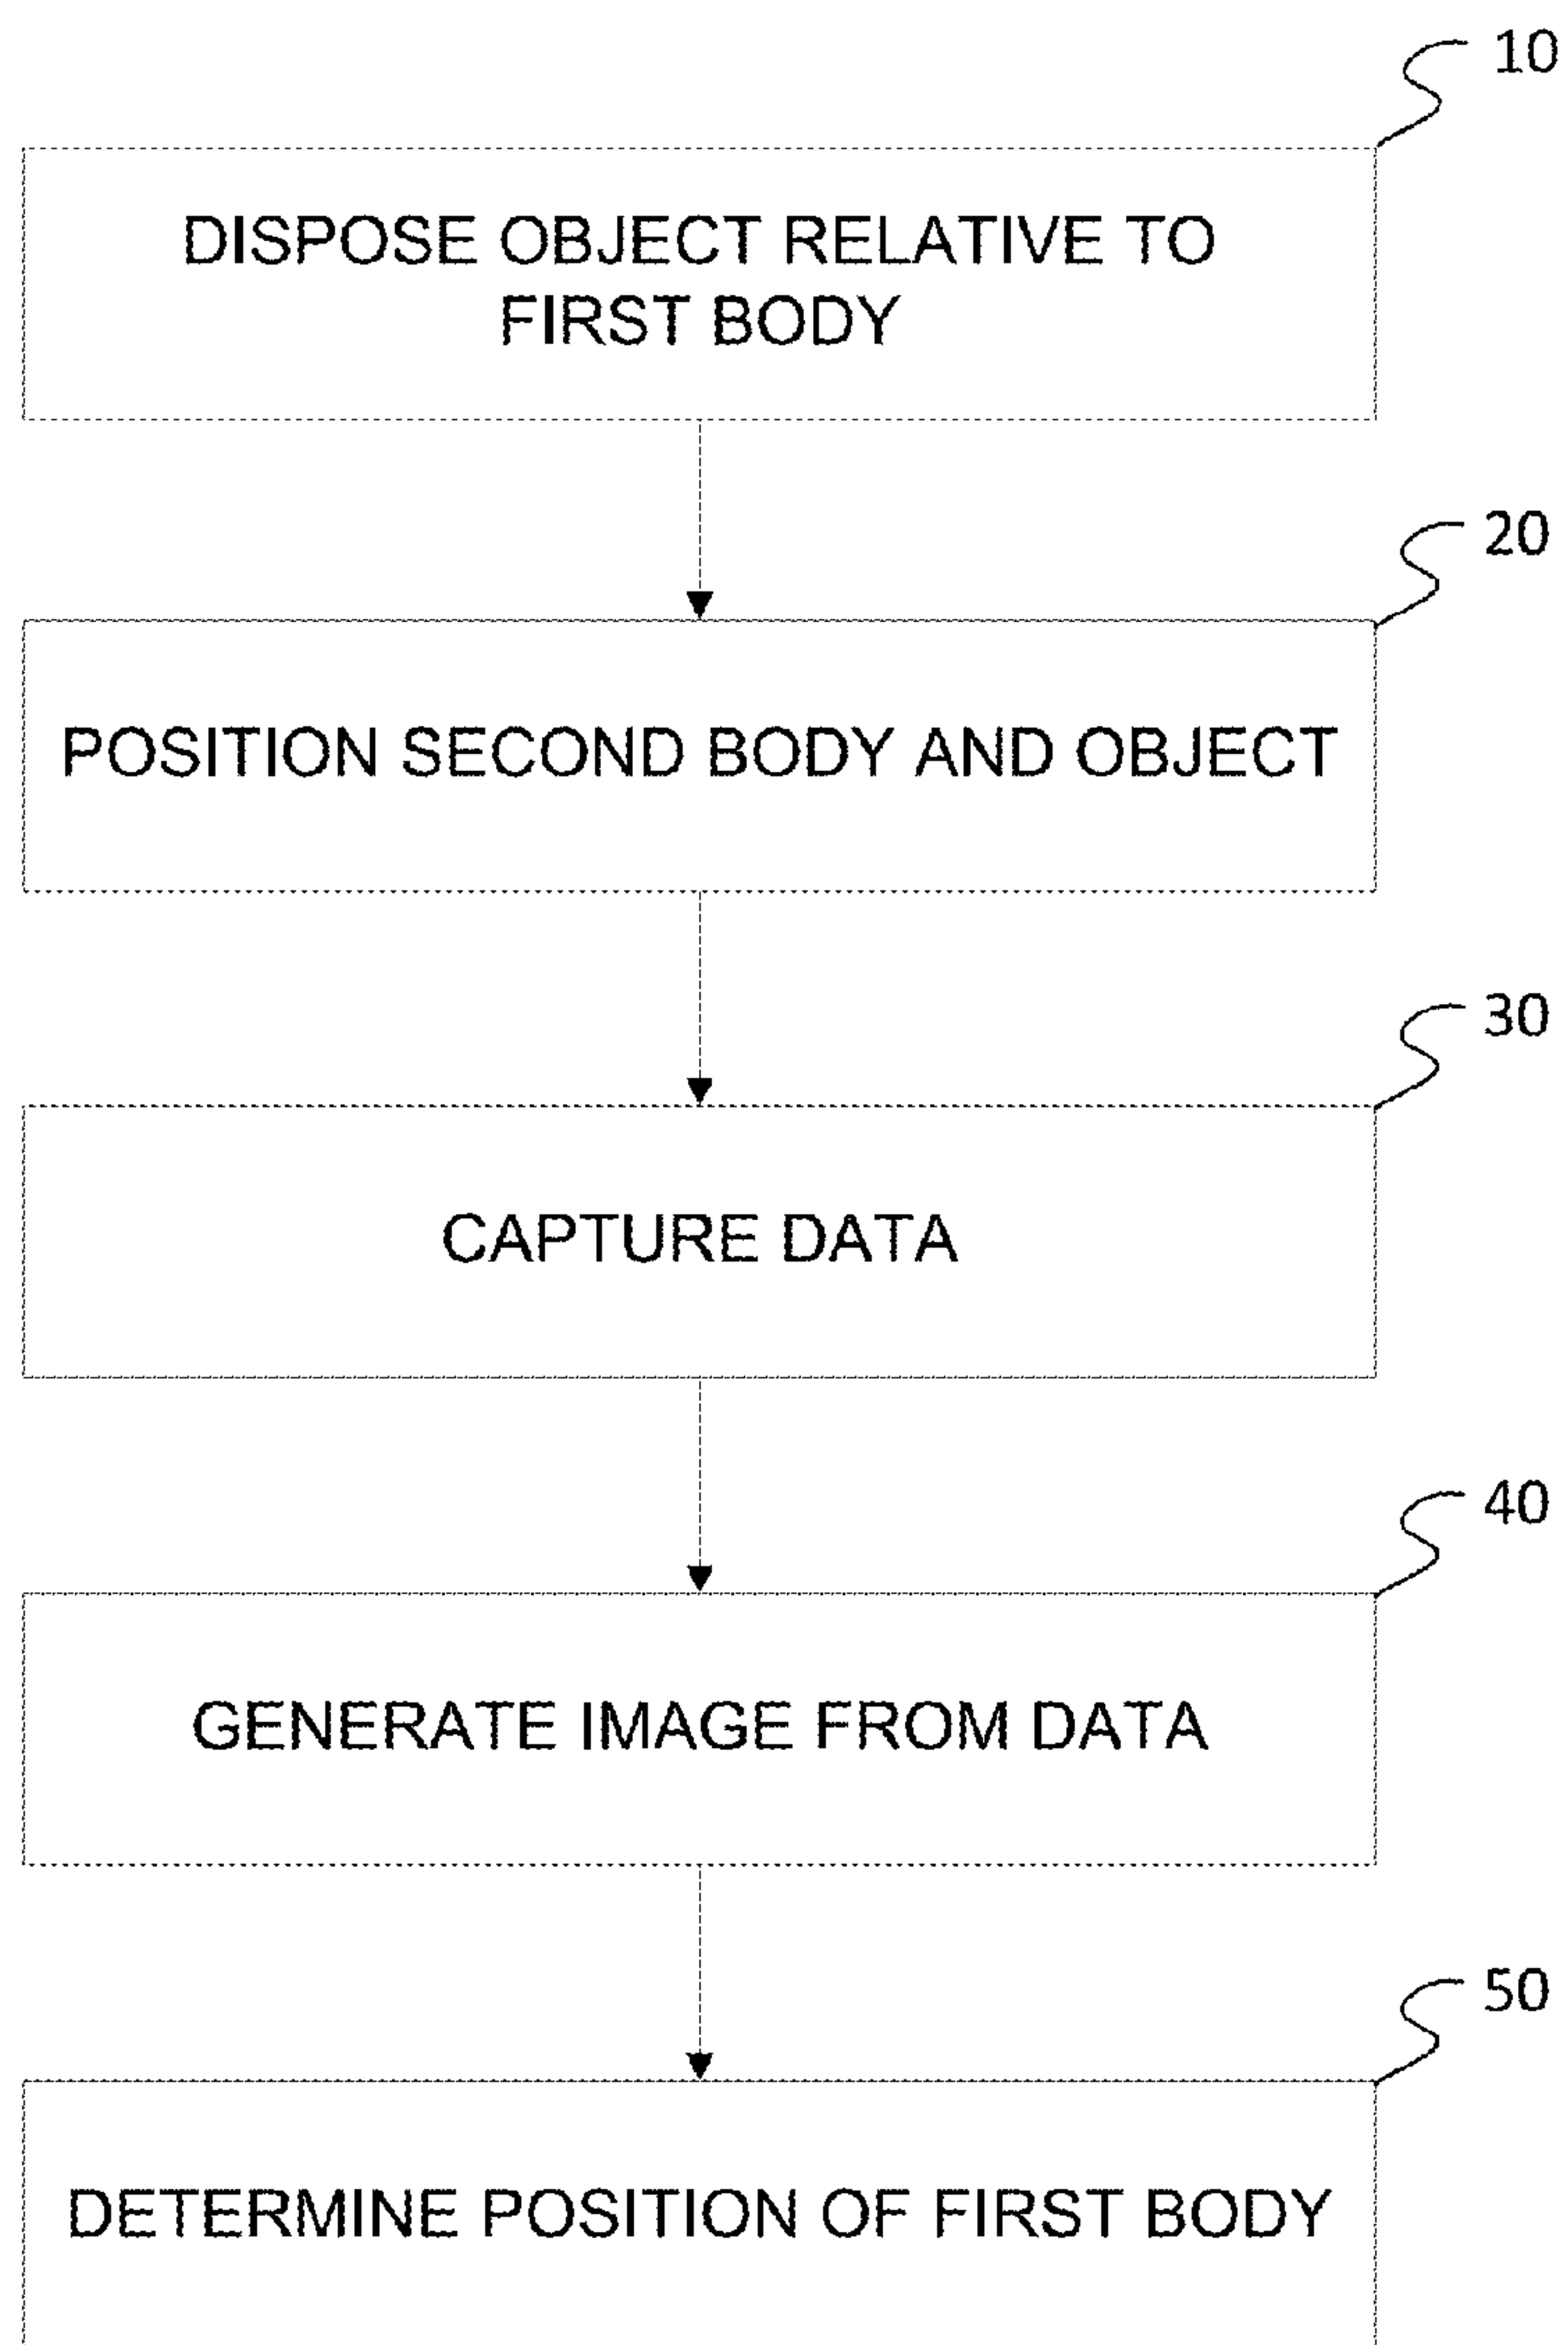 10
DISPOSE OBJECT RELATIVE TO
FIRST BODY
20
POSITION SECOND BODY AND OBJECT
30
CAPTURE DATA
40
GENERATE IMAGE FROM DATA
50
DETERMINE POSITION OF FIRST BODY